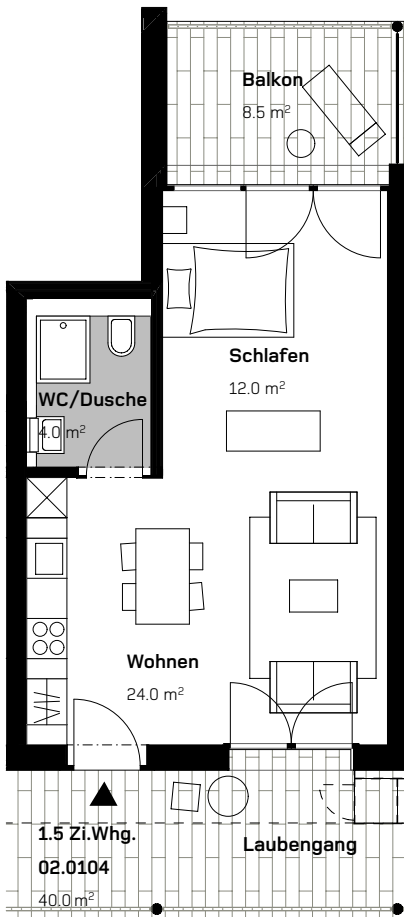 Balkon
8.5 m²
Schlafen
12.0 m²
WC/Dusche
4.0 m²
Wohnen
24.0 m²
1.5 Zi.Whg.
02.0104
40.0 m²
Laubengang